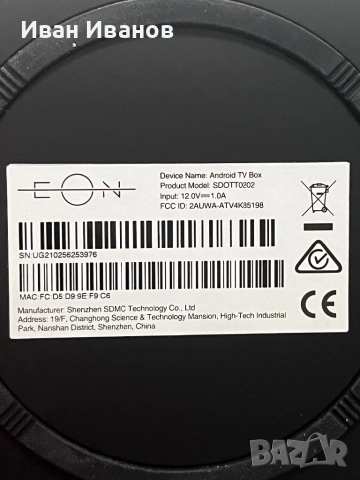 Иван Иванов
EON
Device Name: Android TV Box
Product Model: SDOTT0202
Input: 12.0V⎓1.0A
FCC ID: 2AUWA-ATV4K35198
SN:UG210256253976
MAC:FC D5 D9 9E F9 C6
Manufacturer: Shenzhen SDMC Technology Co., Ltd
Address: 19/F, Changhong Science & Technology Mansion, High-Tech Industrial
Park, Nanshan District, Shenzhen, China
CE
BAZAR